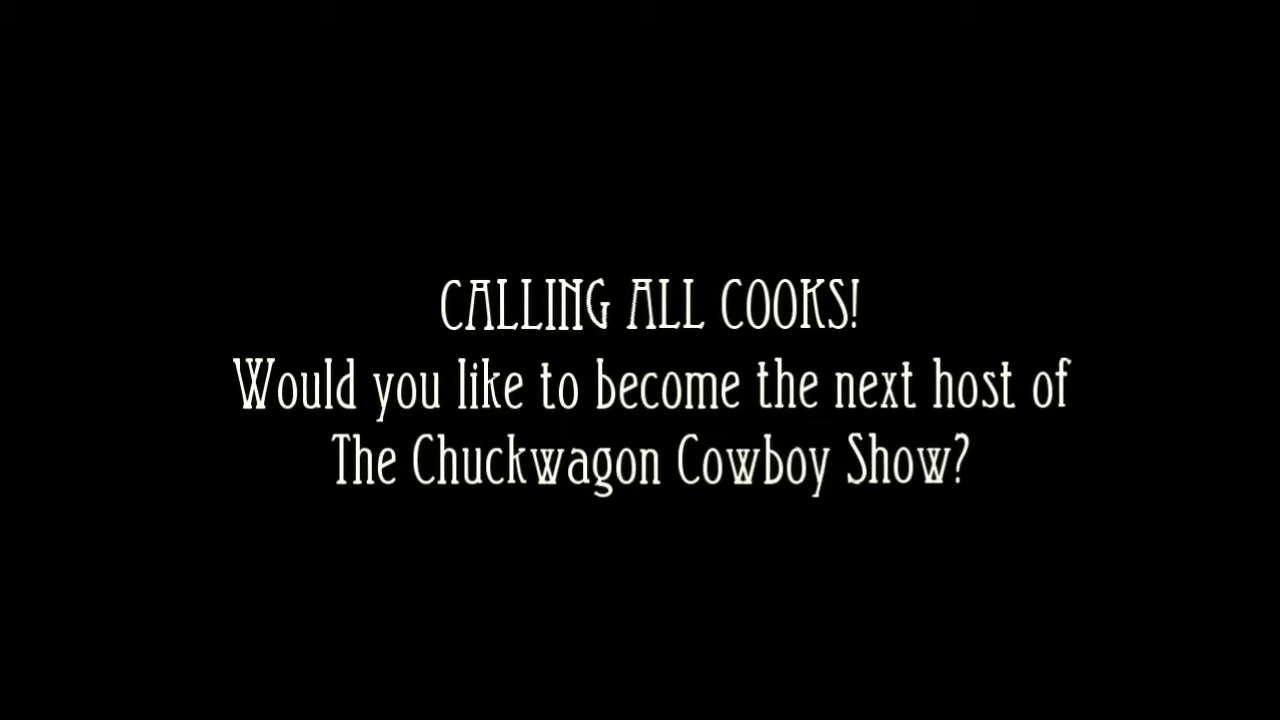 CALLING ALL COOKS!
Would you like to become the next host of
The Chuckwagon Cowboy Show?